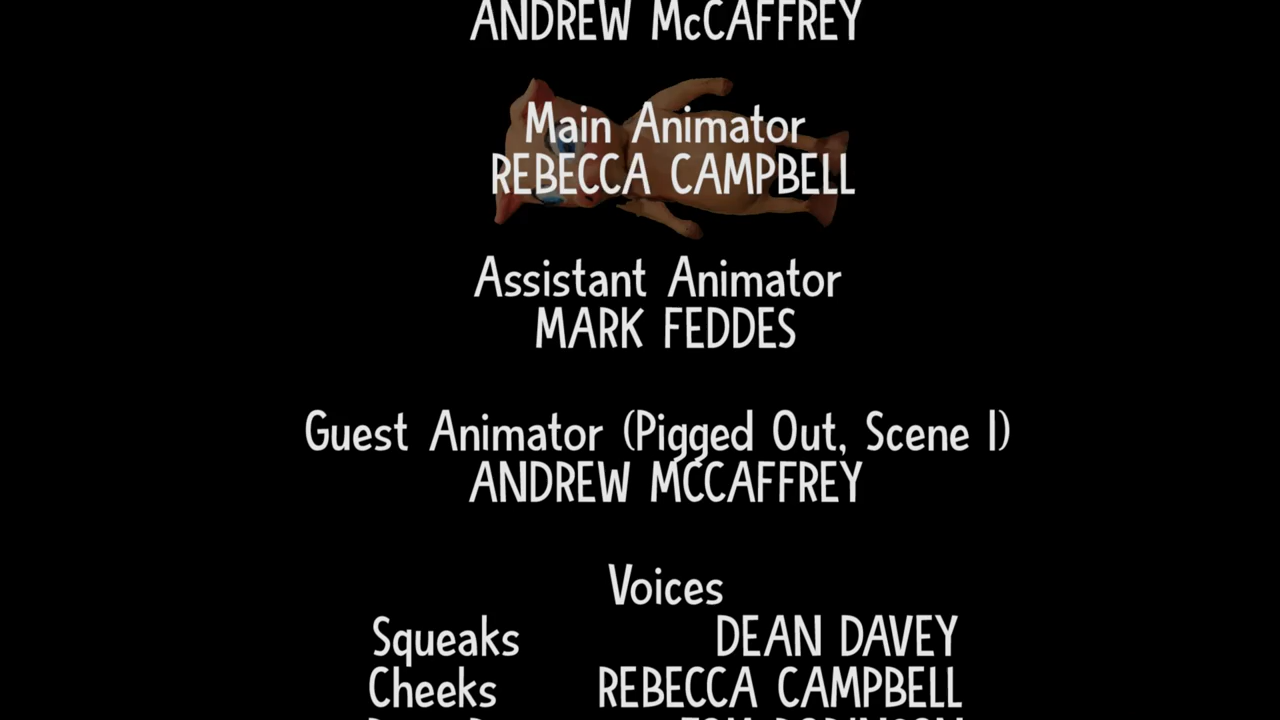 ANDREW McCAFFREY
Main Animator
REBECCA CAMPBELL
Assistant Animator
MARK FEDDES
Guest Animator (Pigged Out, Scene 1)
ANDREW MCCAFFREY
Voices
Squeaks DEAN DAVEY
Cheeks REBECCA CAMPBELL